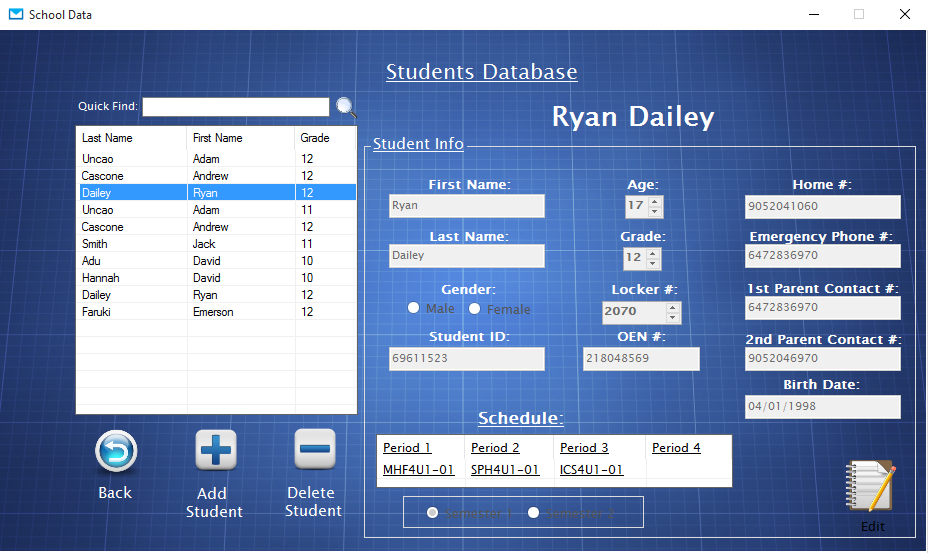 School Data
Students Database
Quick Find:
Last Name First Name Grade
Uncao Adam 12
Cascone Andrew 12
Dailey Ryan 12
Uncao Adam 11
Cascone Andrew 12
Smith Jack 11
Adu David 10
Hannah David 10
Dailey Ryan 12
Faruki Emerson 12
Back
Add Student
Delete Student
Ryan Dailey
Student Info
First Name: Age: Home #:
Ryan 17 9052041060
Last Name: Grade: Emergency Phone #:
Dailey 12 6472836970
Gender: Locker #: 1st Parent Contact #:
Male Female 2070 6472836970
Student ID: OEN #: 2nd Parent Contact #:
69611523 218048569 9052046970
Birth Date:
04/01/1998
Schedule:
Period 1 Period 2 Period 3 Period 4
MHF4U1-01 SPH4U1-01 ICS4U1-01
Edit